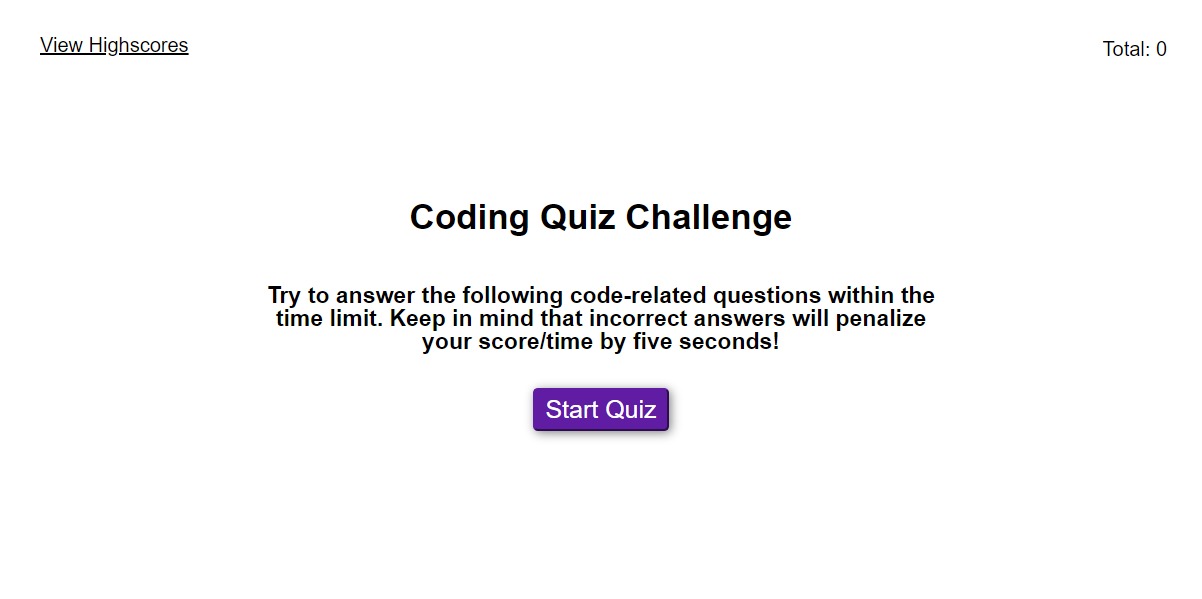 View Highscores
Total: 0
Coding Quiz Challenge
Try to answer the following code-related questions within the
time limit. Keep in mind that incorrect answers will penalize
your score/time by five seconds!
Start Quiz